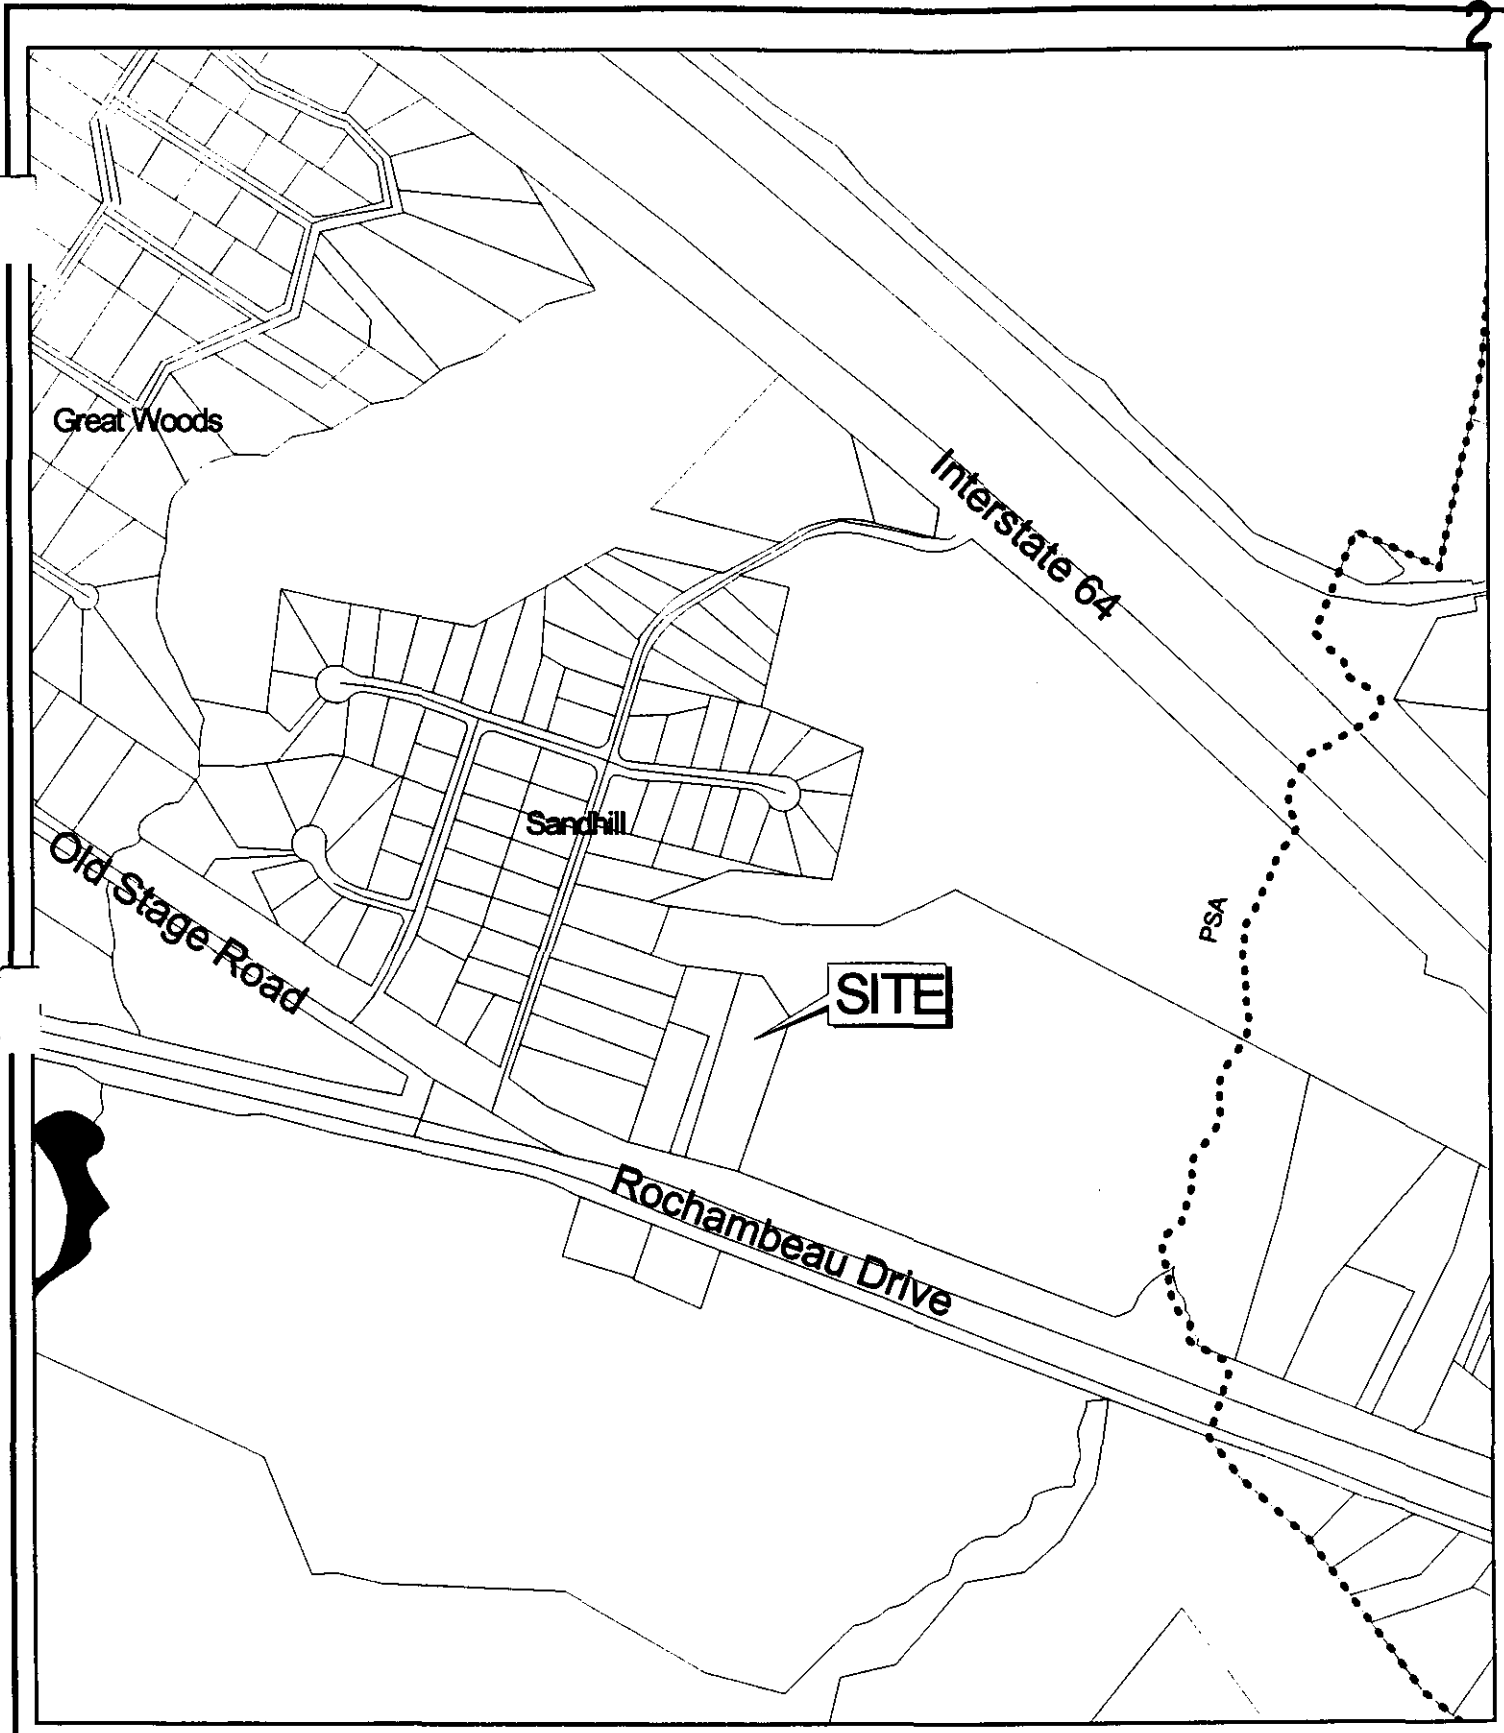 2
Great Woods
Interstate 64
Sandhill
Old Stage Road
PSA
SITE
Rochambeau Drive